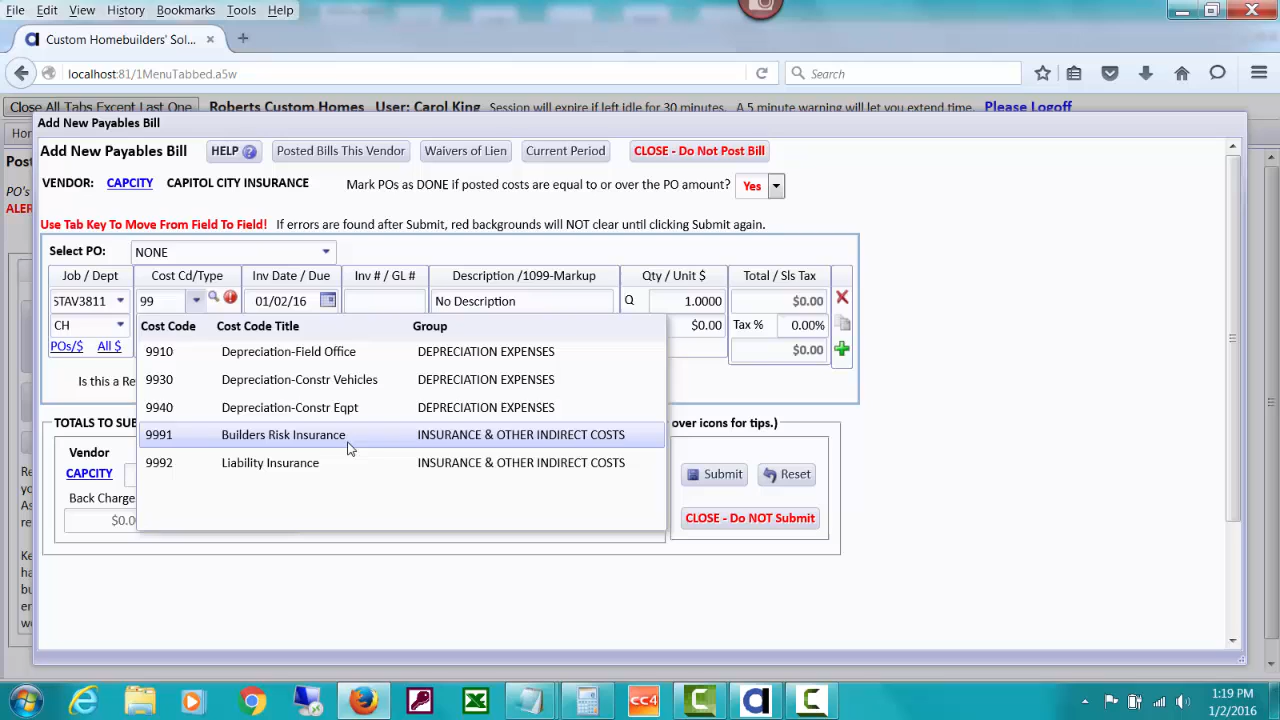 File Edit View History Bookmarks Tools Help
Custom Homebuilders' Sol... × +
localhost:81/1MenuTabbed.a5w Search
Close All Tabs Except Last One Roberts Custom Homes User: Carol King Session will expire if left idle for 30 minutes. A 5 minute warning will let you extend time. Please Logoff
Add New Payables Bill
Add New Payables Bill HELP ? Posted Bills This Vendor Waivers of Lien Current Period CLOSE - Do Not Post Bill
VENDOR: CAPCITY CAPITOL CITY INSURANCE Mark POs as DONE if posted costs are equal to or over the PO amount? Yes
Use Tab Key To Move From Field To Field! If errors are found after Submit, red backgrounds will NOT clear until clicking Submit again.
Select PO: NONE
Job / Dept Cost Cd/Type Inv Date / Due Inv # / GL # Description /1099-Markup Qty / Unit $ Total / Sls Tax
STAV3811 99 01/02/16 No Description Q 1.0000 $0.00
CH Cost Code Cost Code Title Group $0.00 Tax % 0.00%
POs/$ All $ 9910 Depreciation-Field Office DEPRECIATION EXPENSES $0.00
Is this a Re 9930 Depreciation-Constr Vehicles DEPRECIATION EXPENSES
9940 Depreciation-Constr Eqpt DEPRECIATION EXPENSES
TOTALS TO SUB over icons for tips.)
9991 Builders Risk Insurance INSURANCE & OTHER INDIRECT COSTS
Vendor
9992 Liability Insurance INSURANCE & OTHER INDIRECT COSTS
CAPCITY Submit Reset
Back Charge
$0.0 CLOSE - Do NOT Submit
CC4
1:19 PM
1/2/2016